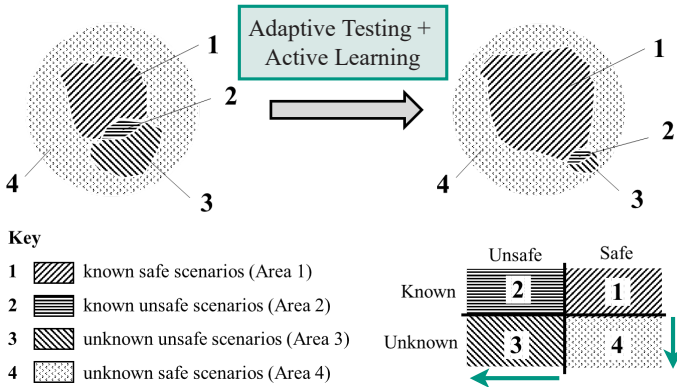 Adaptive Testing +
Active Learning
1
2
3
4
1
2
3
4
Key
1 known safe scenarios (Area 1)
2 known unsafe scenarios (Area 2)
3 unknown unsafe scenarios (Area 3)
4 unknown safe scenarios (Area 4)
Unsafe Safe
Known 2 1
Unknown 3 4